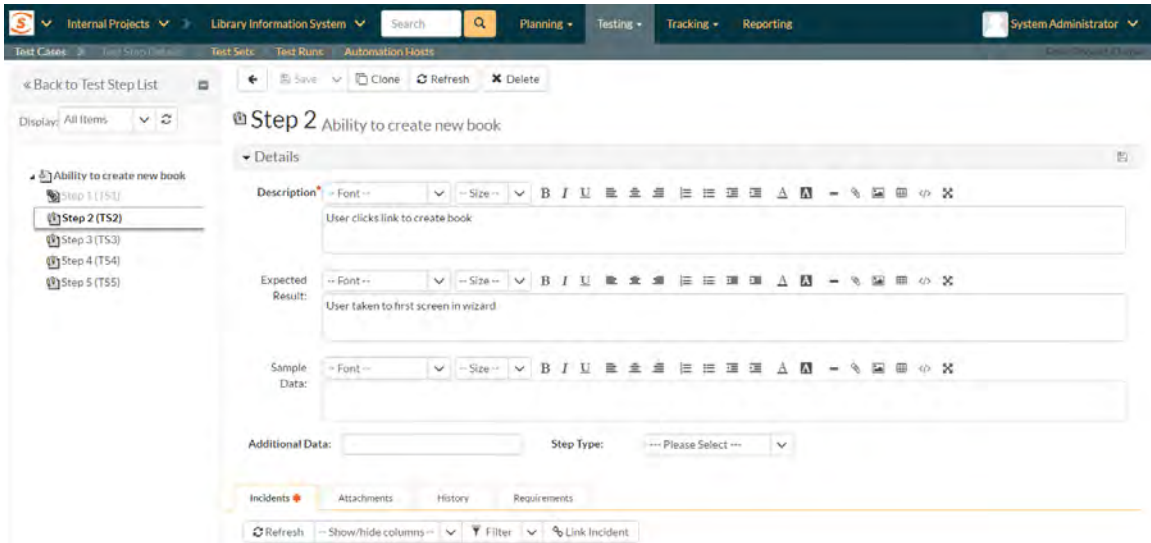 S Internal Projects Library Information System Search Planning Testing Tracking Reporting System Administrator
Test Cases Test Step Details Test Sets Test Runs Automation Hosts
« Back to Test Step List Save Clone Refresh Delete
Display: All Items
Step 2 Ability to create new book
Details
Ability to create new book
Step 1 (TS1)
Step 2 (TS2)
Step 3 (TS3)
Step 4 (TS4)
Step 5 (TS5)
Description* -- Font -- -- Size -- B I U A A
User clicks link to create book
Expected Result: -- Font -- -- Size -- B I U A A
User taken to first screen in wizard
Sample Data: -- Font -- -- Size -- B I U A A
Additional Data: Step Type: --- Please Select ---
Incidents Attachments History Requirements
Refresh -- Show/hide columns -- Filter Link Incident